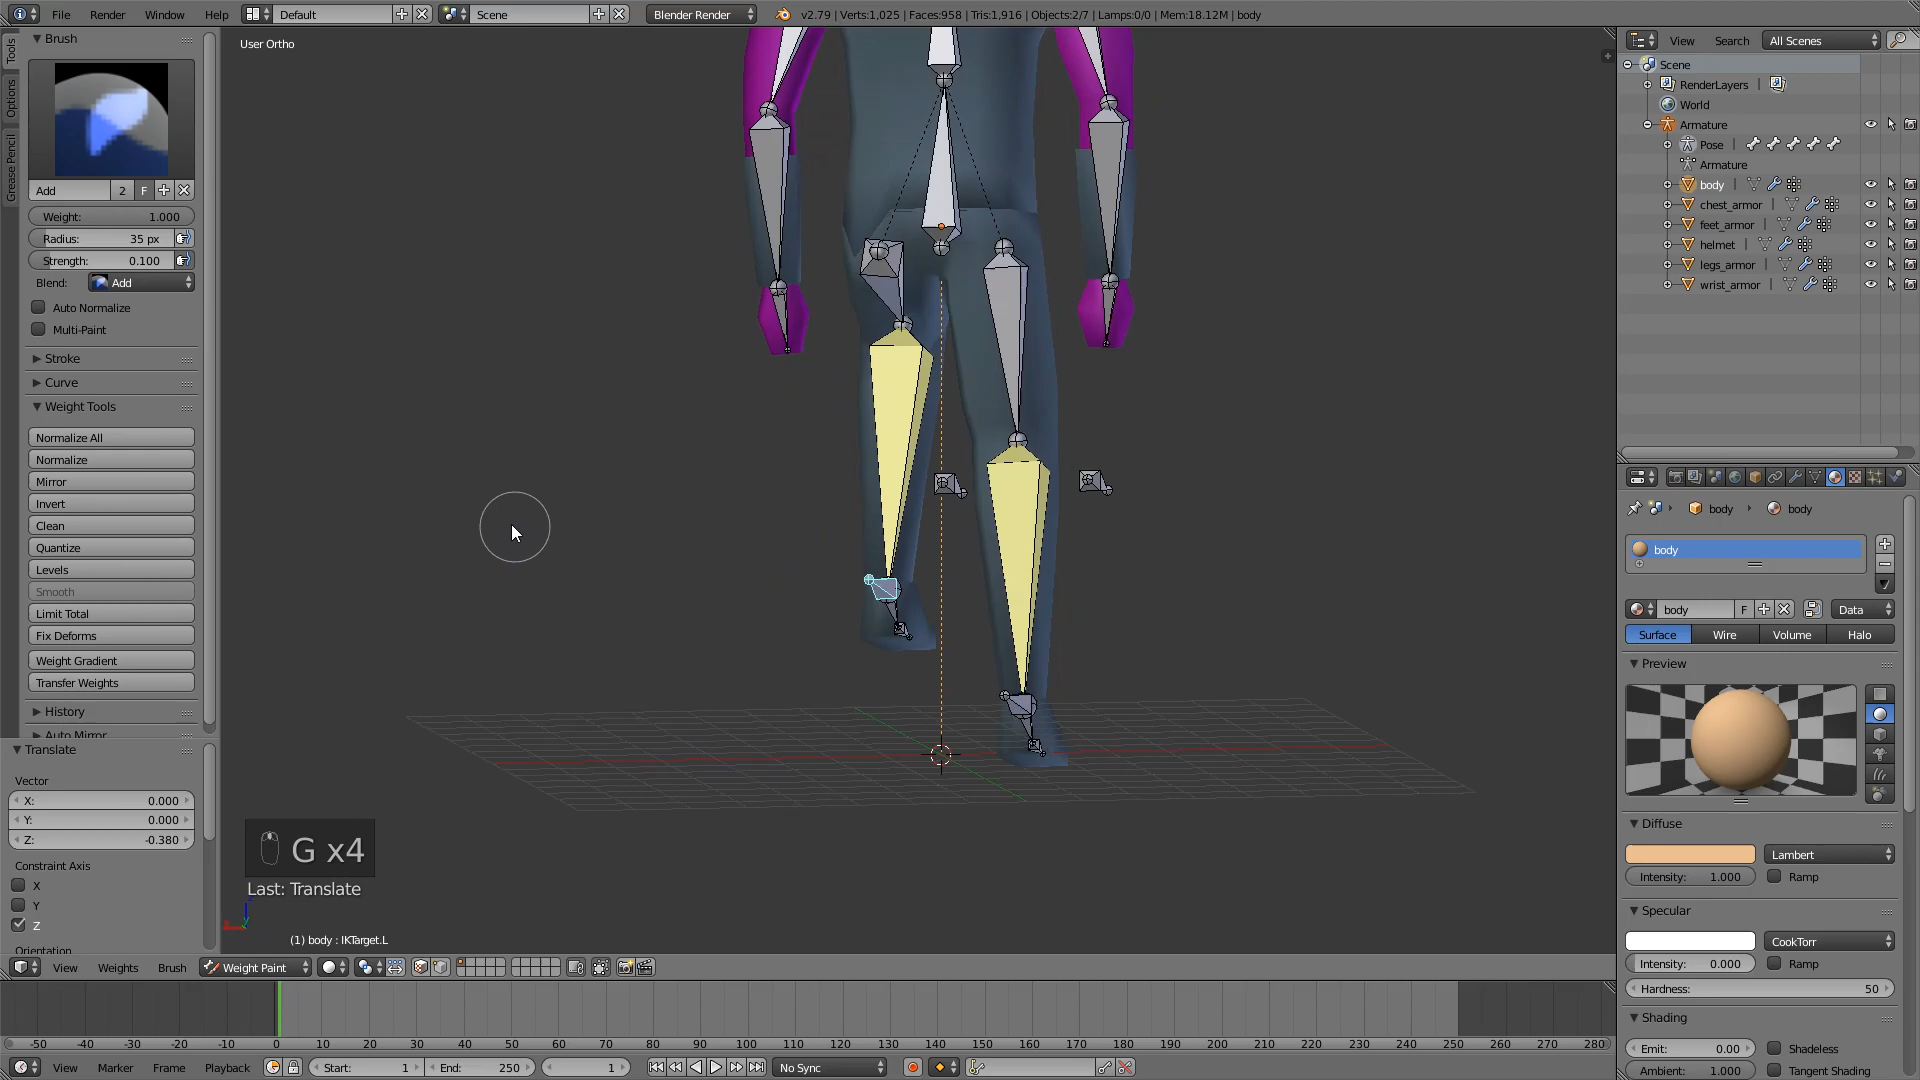 File Render Window Help Default Scene Blender Render v2.79 | Verts:1,025 | Faces:958 | Tris:1,916 | Objects:2/7 | Lamps:0/0 | Mem:18.12M | body
Tools
Options
Grease Pencil
Brush
Add 2 F
Weight: 1.000
Radius: 35 px
Strength: 0.100
Blend: Add
Auto Normalize
Multi-Paint
Stroke
Curve
Weight Tools
Normalize All
Normalize
Mirror
Invert
Clean
Quantize
Levels
Smooth
Limit Total
Fix Deforms
Weight Gradient
Transfer Weights
History
Auto Mirror
Translate
Vector
X: 0.000
Y: 0.000
Z: -0.380
Constraint Axis
X
Y
Z
Orientation
User Ortho
G x4
Last: Translate
(1) body : IKTarget.L
View Weights Brush Weight Paint
-50 -40 -30 -20 -10 0 10 20 30 40 50 60 70 80 90 100 110 120 130 140 150 160 170 180 190 200 210 220 230 240 250 260 270 280
View Marker Frame Playback Start: 1 End: 250 1 No Sync
View Search All Scenes
Scene
RenderLayers |
World
Armature
Pose |
Armature
body |
chest_armor |
feet_armor |
helmet |
legs_armor |
wrist_armor |
body body
body
body F Data
Surface Wire Volume Halo
Preview
Diffuse
Lambert
Intensity: 1.000 Ramp
Specular
CookTorr
Intensity: 0.000 Ramp
Hardness: 50
Shading
Emit: 0.00 Shadeless
Ambient: 1.000 Tangent Shading